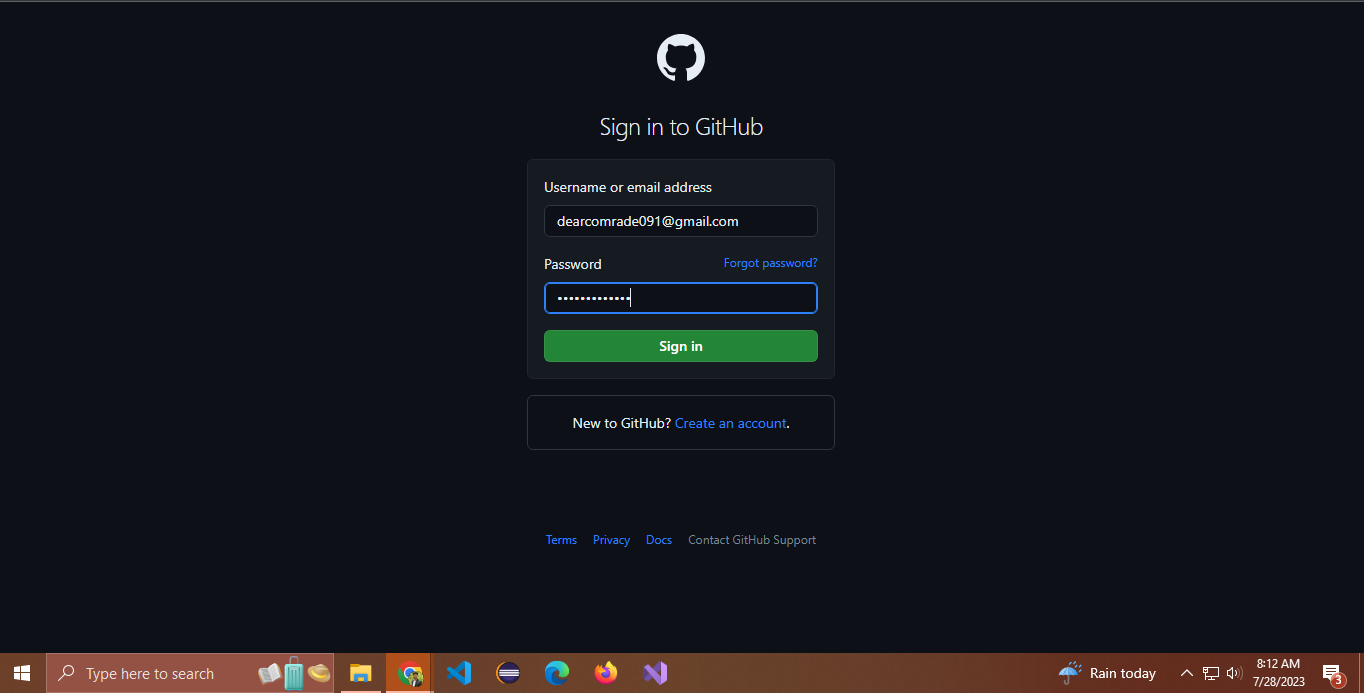 Sign in to GitHub
Username or email address
dearcomrade091@gmail.com
Password Forgot password?
•••••••••••••
Sign in
New to GitHub? Create an account.
Terms Privacy Docs Contact GitHub Support
Type here to search
Rain today
8:12 AM
7/28/2023
3